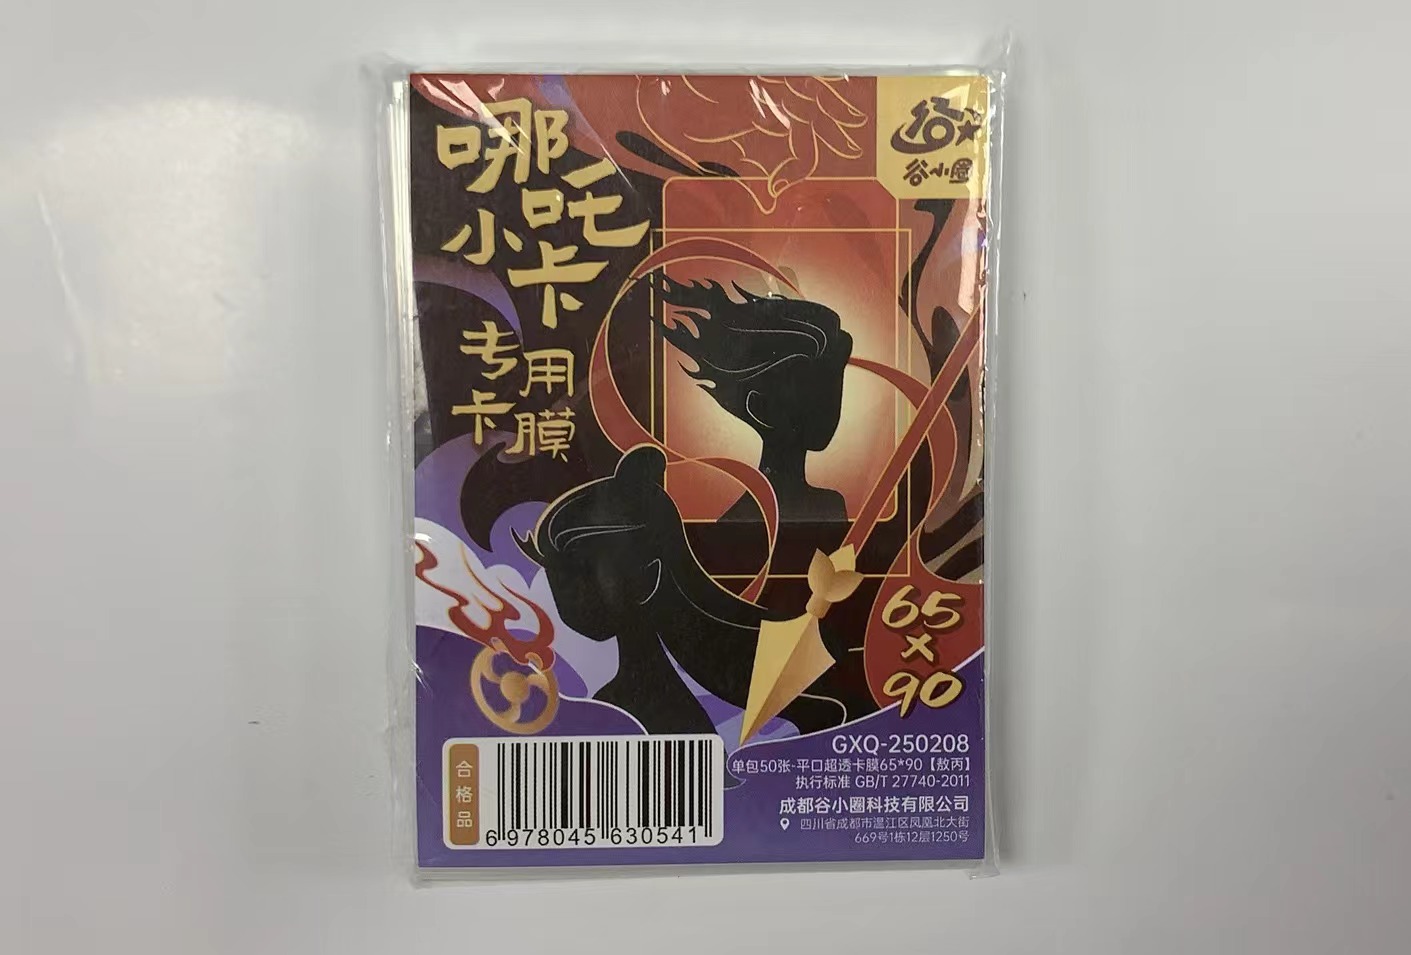 哪吒
小卡
专用
卡膜
谷小圈
65
x
90
GXQ-250208
单包50张-平口超透卡膜65*90【敖丙】
执行标准 GB/T 27740-2011
成都谷小圈科技有限公司
四川省成都市温江区凤凰北大街
669号1栋12层1250号
合格品
6 978045 630541